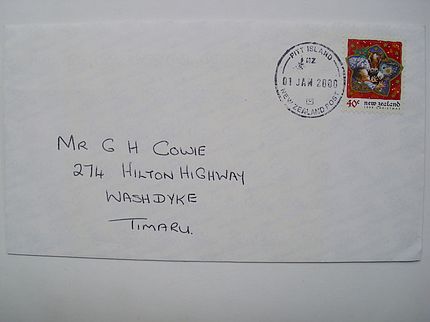 PITT ISLAND
NZ
01 JAN 2000
NEW ZEALAND POST
40c new zealand
1999 CHRISTMAS
MR G H COWIE
274 HILTON HIGHWAY
WASHDYKE
TIMARU.